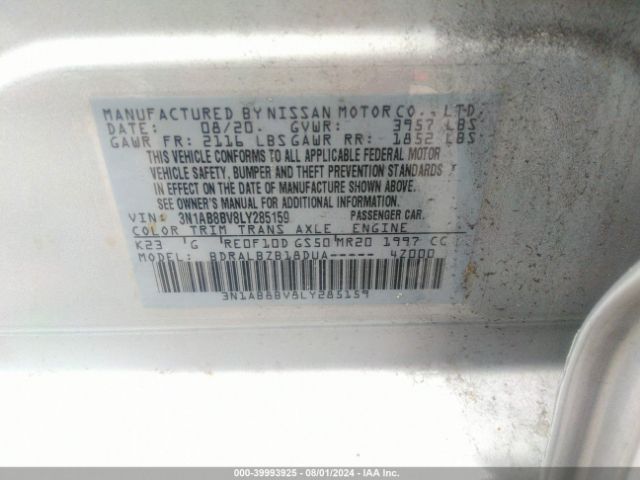 MANUFACTURED BY NISSAN MOTOR CO., LTD.
DATE: 08/20. GVWR: 3957 LBS
GAWR FR: 2116 LBS GAWR RR: 1852 LBS
THIS VEHICLE CONFORMS TO ALL APPLICABLE FEDERAL MOTOR
VEHICLE SAFETY, BUMPER AND THEFT PREVENTION STANDARDS
IN EFFECT ON THE DATE OF MANUFACTURE SHOWN ABOVE.
SEE OWNER'S MANUAL FOR ADDITIONAL INFORMATION.
VIN: 3N1AB8BV8LY285159 PASSENGER CAR.
COLOR TRIM TRANS AXLE ENGINE
K23 G RE0F10D GS50 MR20 1997 CC
MODEL: BDRALBZB18DUA----- 4Z000
3N1AB8BV8LY285159
000-39993925 - 08/01/2024 - IAA Inc.